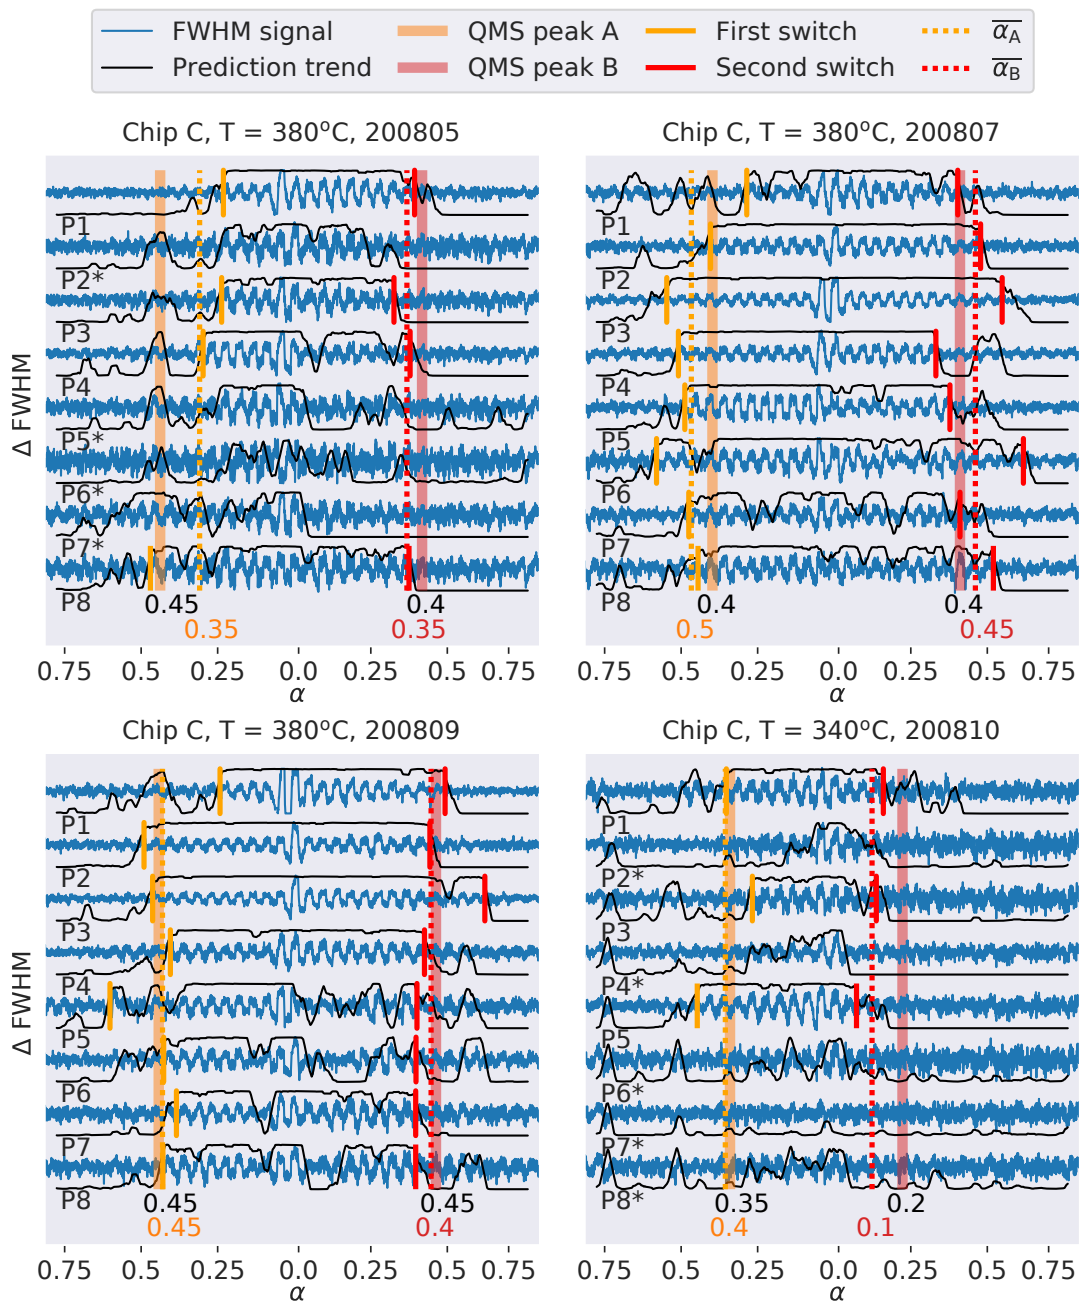 FWHM signal QMS peak A First switch α_A
Prediction trend QMS peak B Second switch α_B
Chip C, T = 380°C, 200805
P1
P2*
P3
P4
P5*
P6*
P7*
P8
0.45 0.4
0.35 0.35
0.75 0.5 0.25 0.0 0.25 0.5 0.75
α
Δ FWHM
Chip C, T = 380°C, 200807
P1
P2
P3
P4
P5
P6
P7
P8
0.4 0.4
0.5 0.45
0.75 0.5 0.25 0.0 0.25 0.5 0.75
α
Chip C, T = 380°C, 200809
P1
P2
P3
P4
P5
P6
P7
P8
0.45 0.45
0.45 0.4
0.75 0.5 0.25 0.0 0.25 0.5 0.75
α
Δ FWHM
Chip C, T = 340°C, 200810
P1
P2*
P3
P4*
P5
P6*
P7*
P8*
0.35 0.2
0.4 0.1
0.75 0.5 0.25 0.0 0.25 0.5 0.75
α